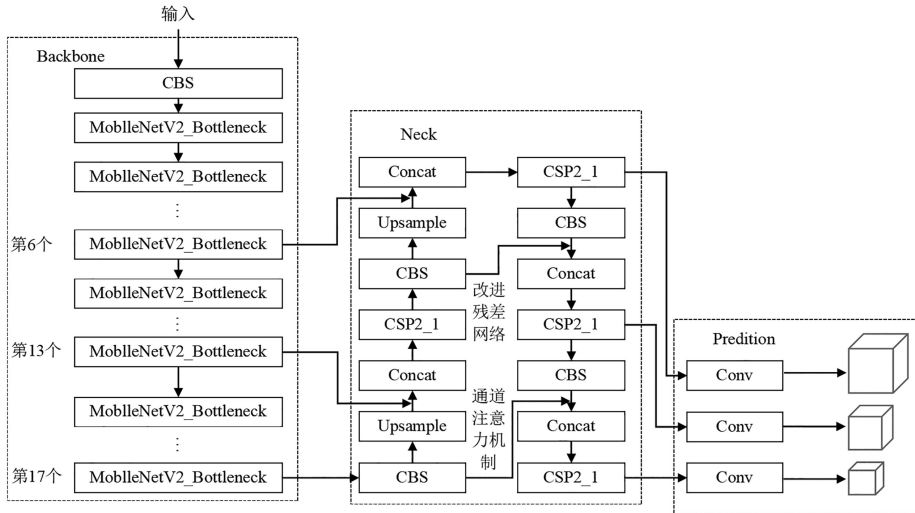 输入
Backbone
CBS
MoblleNetV2_Bottleneck
MoblleNetV2_Bottleneck
⋮
第6个
MoblleNetV2_Bottleneck
MoblleNetV2_Bottleneck
⋮
第13个
MoblleNetV2_Bottleneck
MoblleNetV2_Bottleneck
⋮
第17个
MoblleNetV2_Bottleneck
Neck
Concat
Upsample
CBS
CSP2_1
Concat
Upsample
CBS
改进
残差
网络
通道
注意
力机
制
CSP2_1
CBS
Concat
CSP2_1
CBS
Concat
CSP2_1
Predition
Conv
Conv
Conv